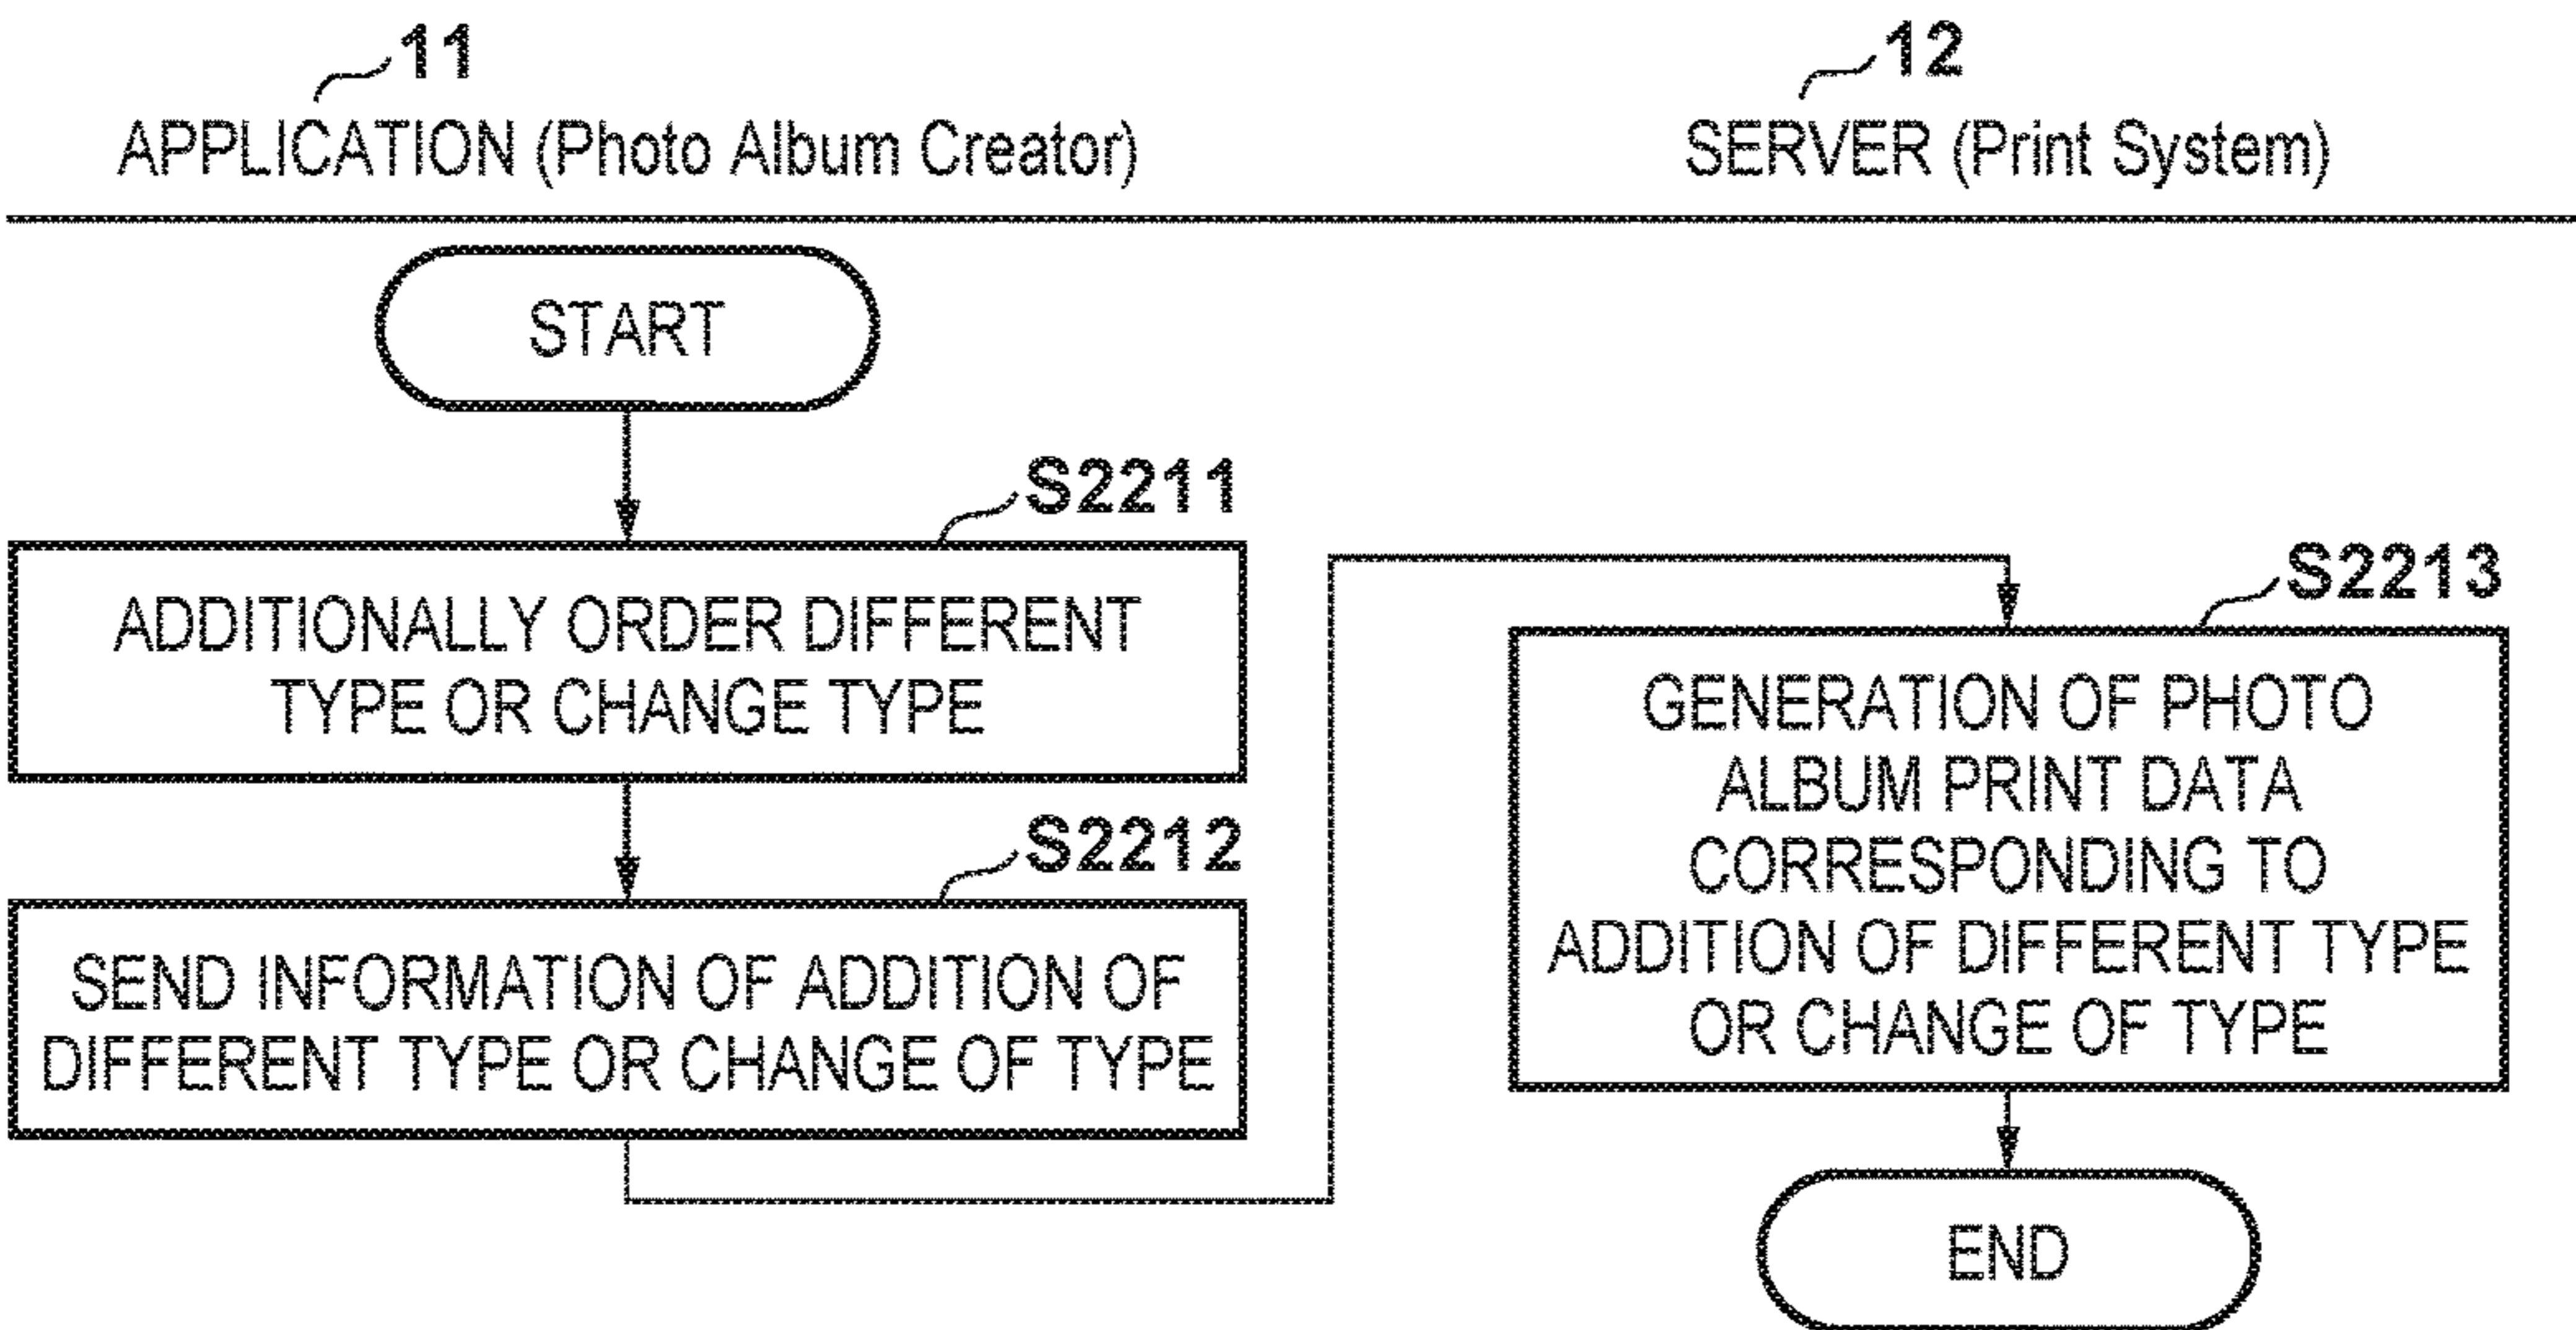 11
APPLICATION (Photo Album Creator)
12
SERVER (Print System)
START
S2211
ADDITIONALLY ORDER DIFFERENT
TYPE OR CHANGE TYPE
S2212
SEND INFORMATION OF ADDITION OF
DIFFERENT TYPE OR CHANGE OF TYPE
S2213
GENERATION OF PHOTO
ALBUM PRINT DATA
CORRESPONDING TO
ADDITION OF DIFFERENT TYPE
OR CHANGE OF TYPE
END